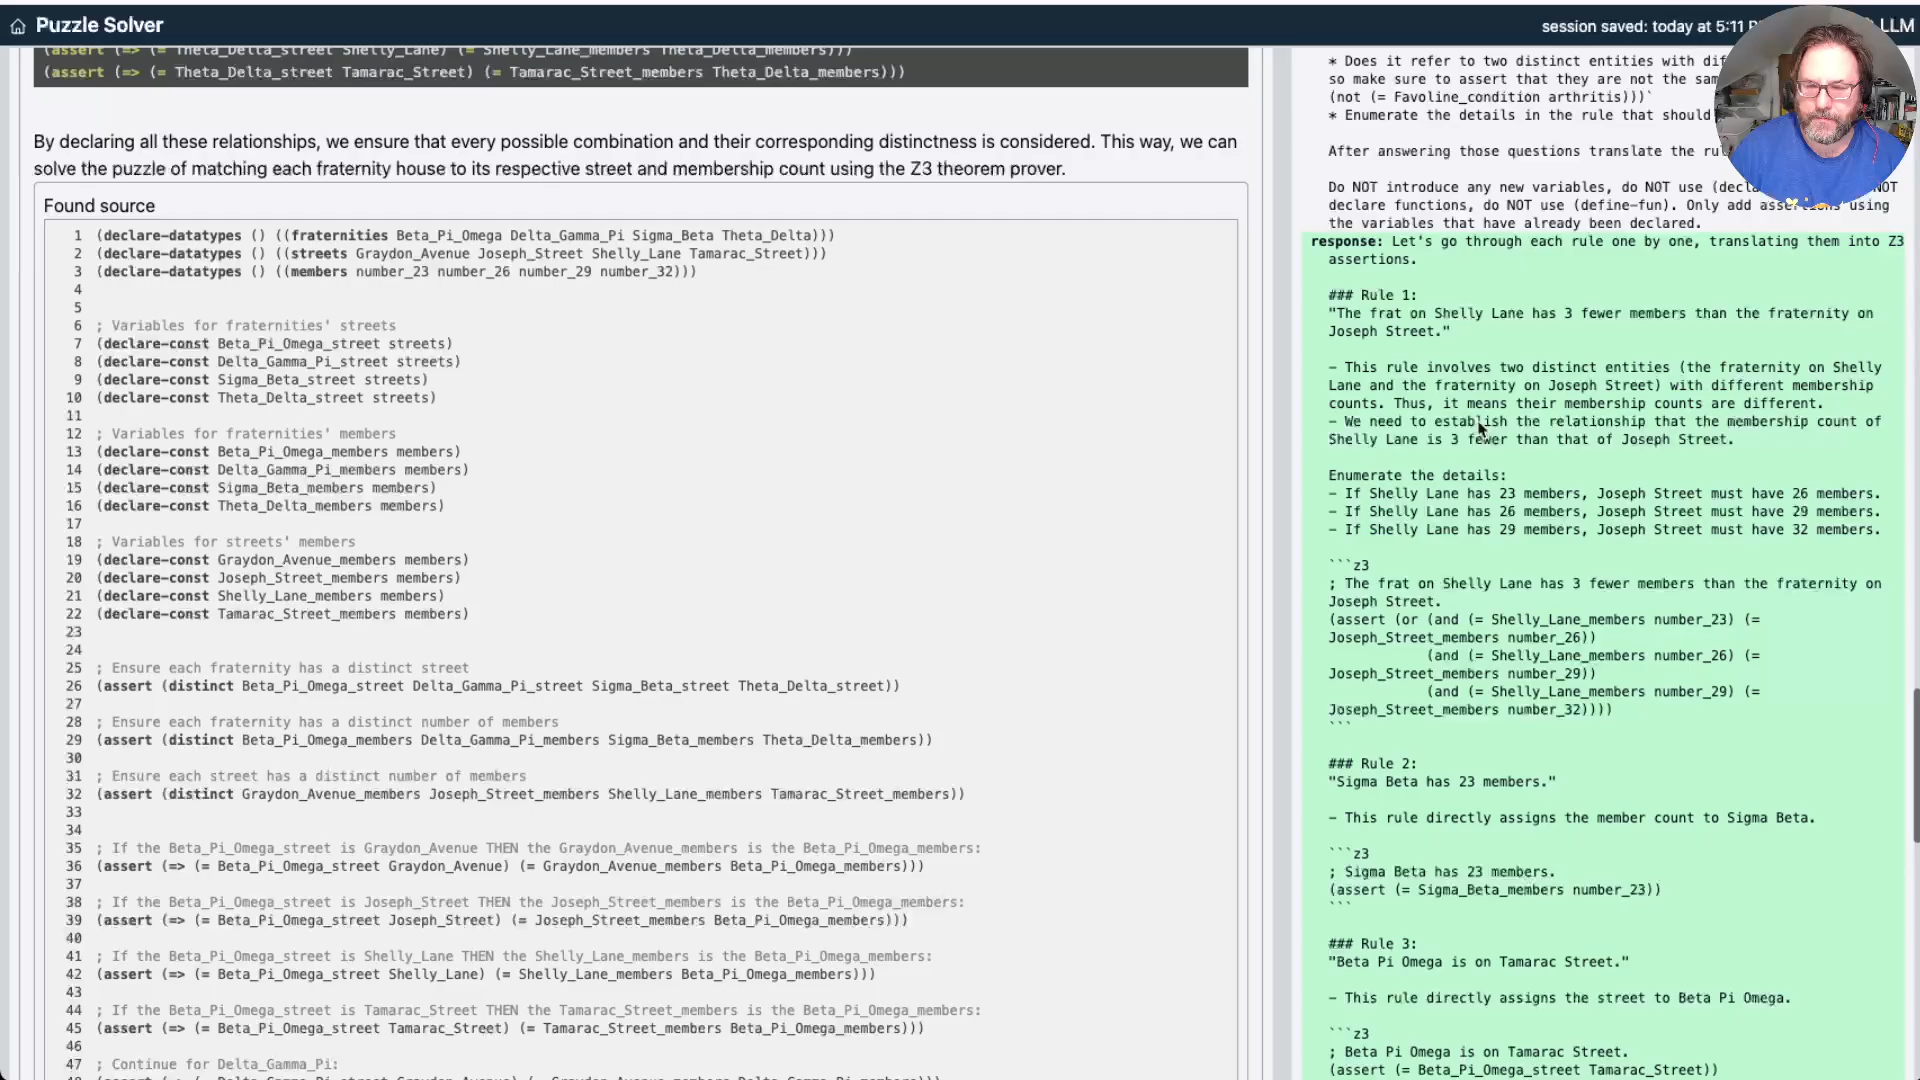 Puzzle Solver
session saved: today at 5:11
LLM
(assert (=> (= Theta_Delta_street Shelly_Lane) (= Shelly_Lane_members Theta_Delta_members)))
(assert (=> (= Theta_Delta_street Tamarac_Street) (= Tamarac_Street_members Theta_Delta_members)))
By declaring all these relationships, we ensure that every possible combination and their corresponding distinctness is considered. This way, we can
solve the puzzle of matching each fraternity house to its respective street and membership count using the Z3 theorem prover.
Found source
1 (declare-datatypes () ((fraternities Beta_Pi_Omega Delta_Gamma_Pi Sigma_Beta Theta_Delta)))
2 (declare-datatypes () ((streets Graydon_Avenue Joseph_Street Shelly_Lane Tamarac_Street)))
3 (declare-datatypes () ((members number_23 number_26 number_29 number_32)))
4
5
6 ; Variables for fraternities' streets
7 (declare-const Beta_Pi_Omega_street streets)
8 (declare-const Delta_Gamma_Pi_street streets)
9 (declare-const Sigma_Beta_street streets)
10 (declare-const Theta_Delta_street streets)
11
12 ; Variables for fraternities' members
13 (declare-const Beta_Pi_Omega_members members)
14 (declare-const Delta_Gamma_Pi_members members)
15 (declare-const Sigma_Beta_members members)
16 (declare-const Theta_Delta_members members)
17
18 ; Variables for streets' members
19 (declare-const Graydon_Avenue_members members)
20 (declare-const Joseph_Street_members members)
21 (declare-const Shelly_Lane_members members)
22 (declare-const Tamarac_Street_members members)
23
24
25 ; Ensure each fraternity has a distinct street
26 (assert (distinct Beta_Pi_Omega_street Delta_Gamma_Pi_street Sigma_Beta_street Theta_Delta_street))
27
28 ; Ensure each fraternity has a distinct number of members
29 (assert (distinct Beta_Pi_Omega_members Delta_Gamma_Pi_members Sigma_Beta_members Theta_Delta_members))
30
31 ; Ensure each street has a distinct number of members
32 (assert (distinct Graydon_Avenue_members Joseph_Street_members Shelly_Lane_members Tamarac_Street_members))
33
34
35 ; If the Beta_Pi_Omega_street is Graydon_Avenue THEN the Graydon_Avenue_members is the Beta_Pi_Omega_members:
36 (assert (=> (= Beta_Pi_Omega_street Graydon_Avenue) (= Graydon_Avenue_members Beta_Pi_Omega_members)))
37
38 ; If the Beta_Pi_Omega_street is Joseph_Street THEN the Joseph_Street_members is the Beta_Pi_Omega_members:
39 (assert (=> (= Beta_Pi_Omega_street Joseph_Street) (= Joseph_Street_members Beta_Pi_Omega_members)))
40
41 ; If the Beta_Pi_Omega_street is Shelly_Lane THEN the Shelly_Lane_members is the Beta_Pi_Omega_members:
42 (assert (=> (= Beta_Pi_Omega_street Shelly_Lane) (= Shelly_Lane_members Beta_Pi_Omega_members)))
43
44 ; If the Beta_Pi_Omega_street is Tamarac_Street THEN the Tamarac_Street_members is the Beta_Pi_Omega_members:
45 (assert (=> (= Beta_Pi_Omega_street Tamarac_Street) (= Tamarac_Street_members Beta_Pi_Omega_members)))
46
47 ; Continue for Delta_Gamma_Pi:
* Does it refer to two distinct entities with
so make sure to assert that they are not the
(not (= Favoline_condition arthritis)))`
* Enumerate the details in the rule that should
After answering those questions translate the
Do NOT introduce any new variables, do NOT use NOT
declare functions, do NOT use (define-fun). Only add using
the variables that have already been declared.
response: Let's go through each rule one by one, translating them into Z3
assertions.
### Rule 1:
"The frat on Shelly Lane has 3 fewer members than the fraternity on
Joseph Street."
- This rule involves two distinct entities (the fraternity on Shelly
Lane and the fraternity on Joseph Street) with different membership
counts. Thus, it means their membership counts are different.
- We need to establish the relationship that the membership count of
Shelly Lane is 3 fewer than that of Joseph Street.
Enumerate the details:
- If Shelly Lane has 23 members, Joseph Street must have 26 members.
- If Shelly Lane has 26 members, Joseph Street must have 29 members.
- If Shelly Lane has 29 members, Joseph Street must have 32 members.
```z3
; The frat on Shelly Lane has 3 fewer members than the fraternity on
Joseph Street.
(assert (or (and (= Shelly_Lane_members number_23) (=
Joseph_Street_members number_26))
(and (= Shelly_Lane_members number_26) (=
Joseph_Street_members number_29))
(and (= Shelly_Lane_members number_29) (=
Joseph_Street_members number_32))))
```
### Rule 2:
"Sigma Beta has 23 members."
- This rule directly assigns the member count to Sigma Beta.
```z3
; Sigma Beta has 23 members.
(assert (= Sigma_Beta_members number_23))
```
### Rule 3:
"Beta Pi Omega is on Tamarac Street."
- This rule directly assigns the street to Beta Pi Omega.
```z3
; Beta Pi Omega is on Tamarac Street.
(assert (= Beta_Pi_Omega_street Tamarac_Street))